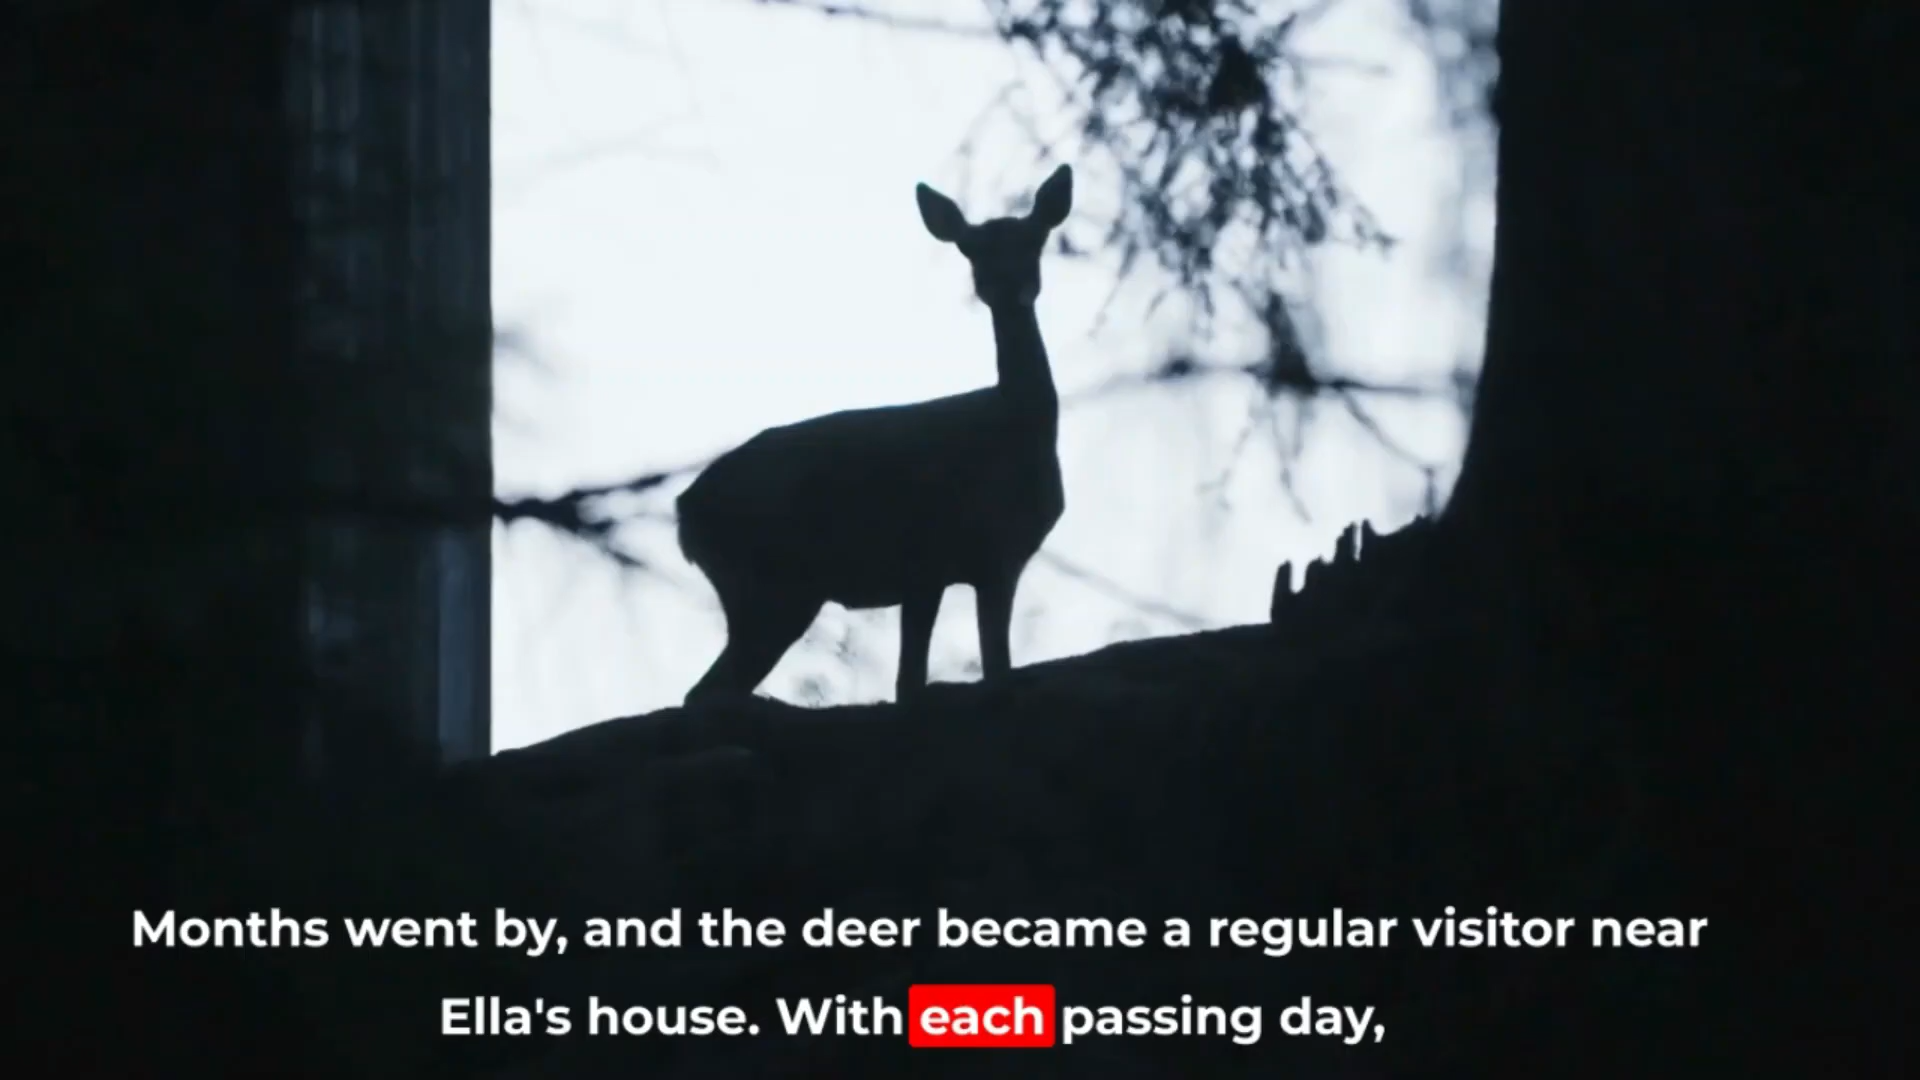 Months went by, and the deer became a regular visitor near
Ella's house. With each passing day,